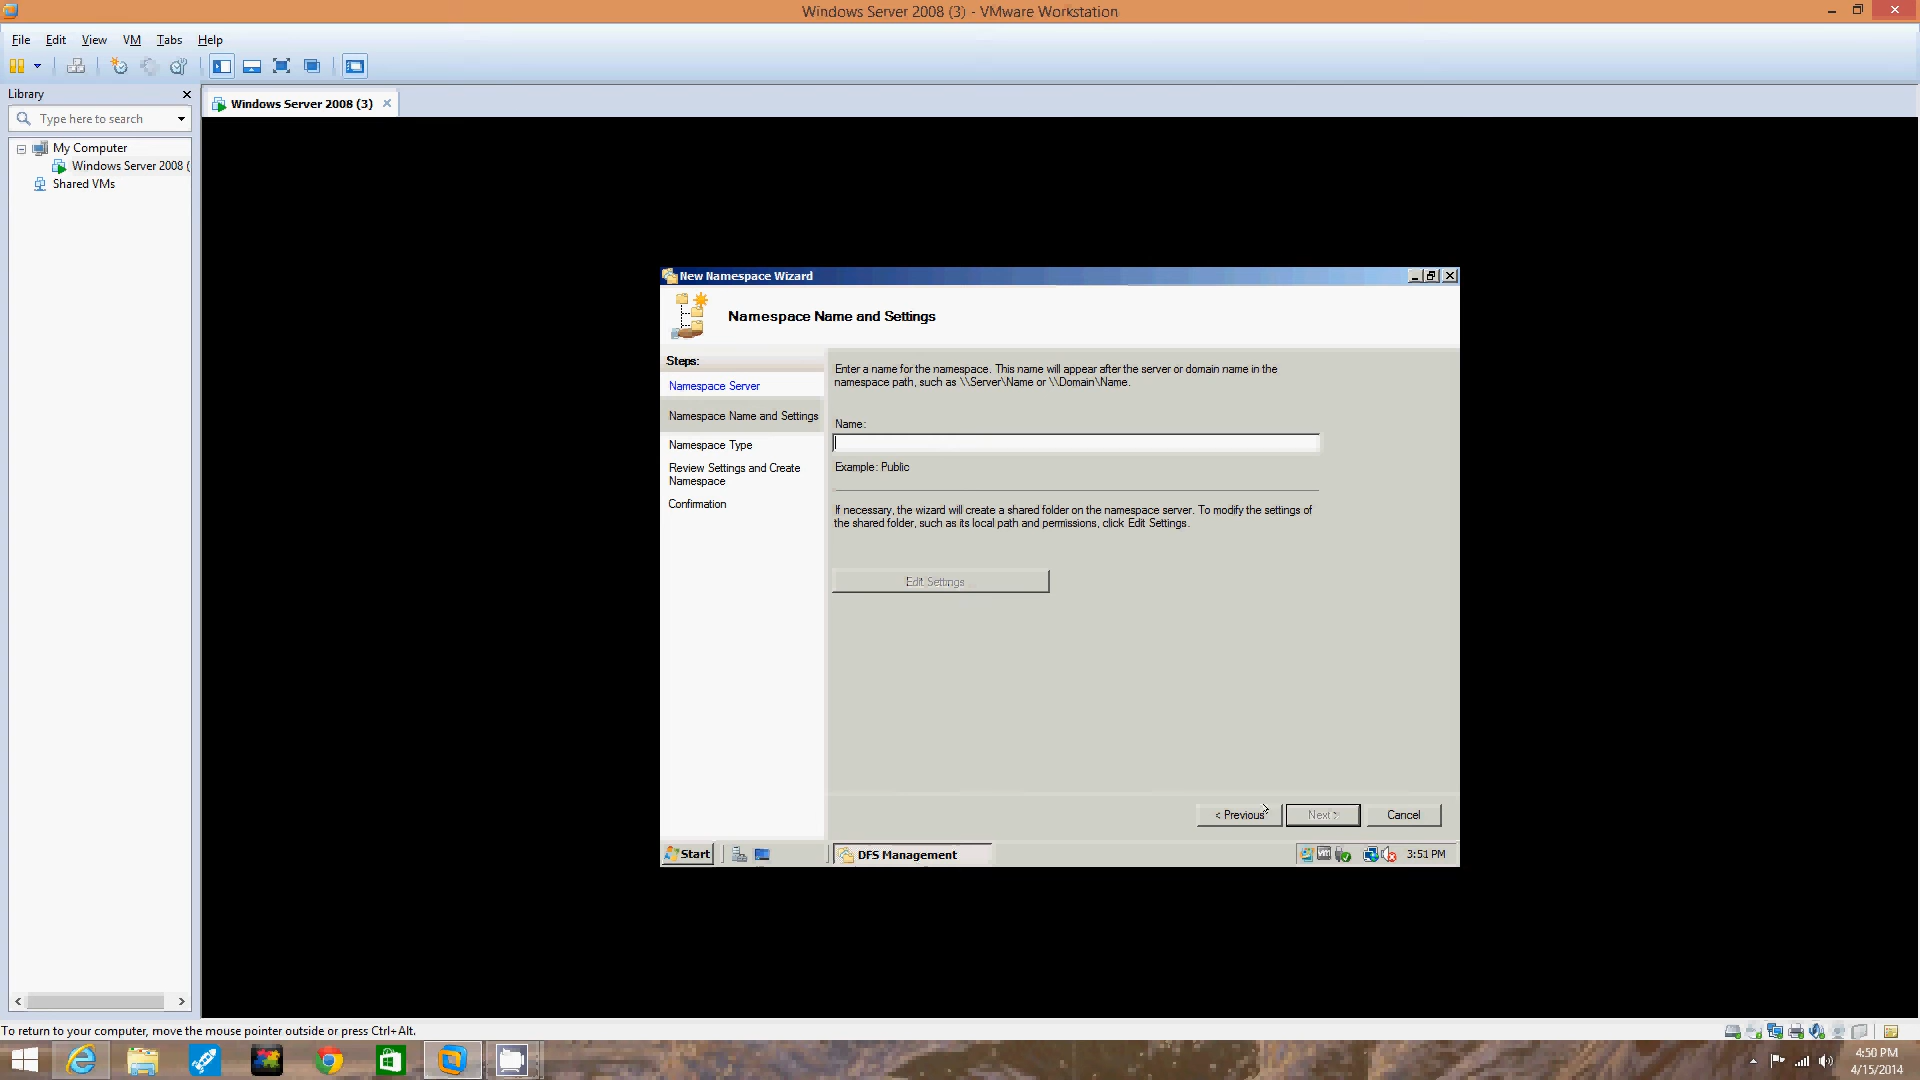 Windows Server 2008 (3) - VMware Workstation
File Edit View VM Tabs Help
Library
Windows Server 2008 (3)
Type here to search
My Computer
Windows Server 2008 (
Shared VMs
New Namespace Wizard
Namespace Name and Settings
Steps:
Namespace Server
Namespace Name and Settings
Namespace Type
Review Settings and Create
Namespace
Confirmation
Enter a name for the namespace. This name will appear after the server or domain name in the
namespace path, such as \\Server\Name or \\Domain\Name.
Name:
Example: Public
If necessary, the wizard will create a shared folder on the namespace server. To modify the settings of
the shared folder, such as its local path and permissions, click Edit Settings.
Edit Settings
< Previous Next > Cancel
Start DFS Management 3:51 PM
To return to your computer, move the mouse pointer outside or press Ctrl+Alt.
4:50 PM
4/15/2014